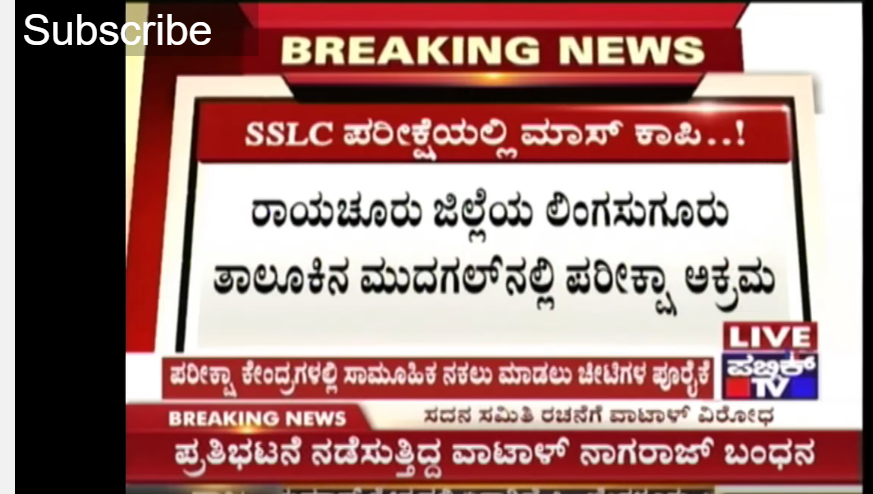 Subscribe
BREAKING NEWS
SSLC ಪರೀಕ್ಷೆಯಲ್ಲಿ ಮಾಸ್ ಕಾಪಿ..!
ರಾಯಚೂರು ಜಿಲ್ಲೆಯ ಲಿಂಗಸುಗೂರು
ತಾಲೂಕಿನ ಮುದಗಲ್‌ನಲ್ಲಿ ಪರೀಕ್ಷಾ ಅಕ್ರಮ
LIVE
ಪಬ್ಲಿಕ್
TV
ಪರೀಕ್ಷಾ ಕೇಂದ್ರಗಳಲ್ಲಿ ಸಾಮೂಹಿಕ ನಕಲು ಮಾಡಲು ಚೀಟಿಗಳ ಪೂರೈಕೆ
BREAKING NEWS ಸದನ ಸಮಿತಿ ರಚನೆಗೆ ವಾಟಾಳ್ ವಿರೋಧ
ಪ್ರತಿಭಟನೆ ನಡೆಸುತ್ತಿದ್ದ ವಾಟಾಳ್ ನಾಗರಾಜ್ ಬಂಧನ